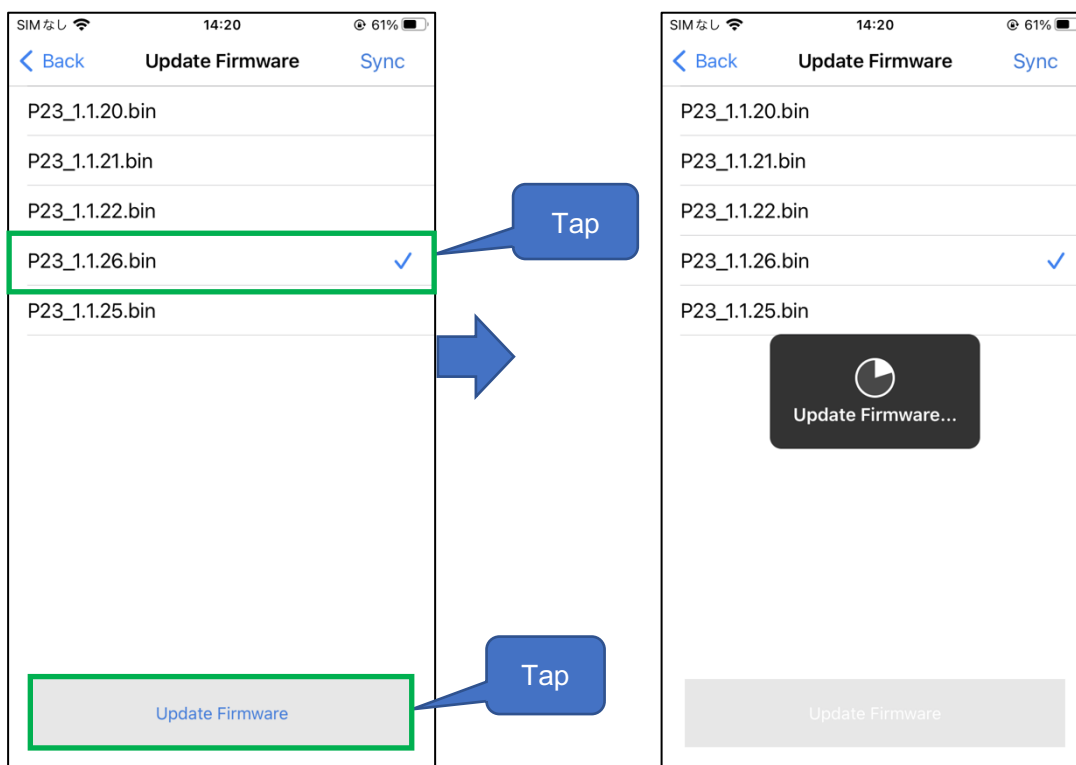 SIMなし 14:20 61%
Back Update Firmware Sync
P23_1.1.20.bin
P23_1.1.21.bin
P23_1.1.22.bin
P23_1.1.26.bin
P23_1.1.25.bin
Update Firmware
Tap
Tap
SIMなし 14:20 61%
Back Update Firmware Sync
P23_1.1.20.bin
P23_1.1.21.bin
P23_1.1.22.bin
P23_1.1.26.bin
P23_1.1.25.bin
Update Firmware...
Update Firmware